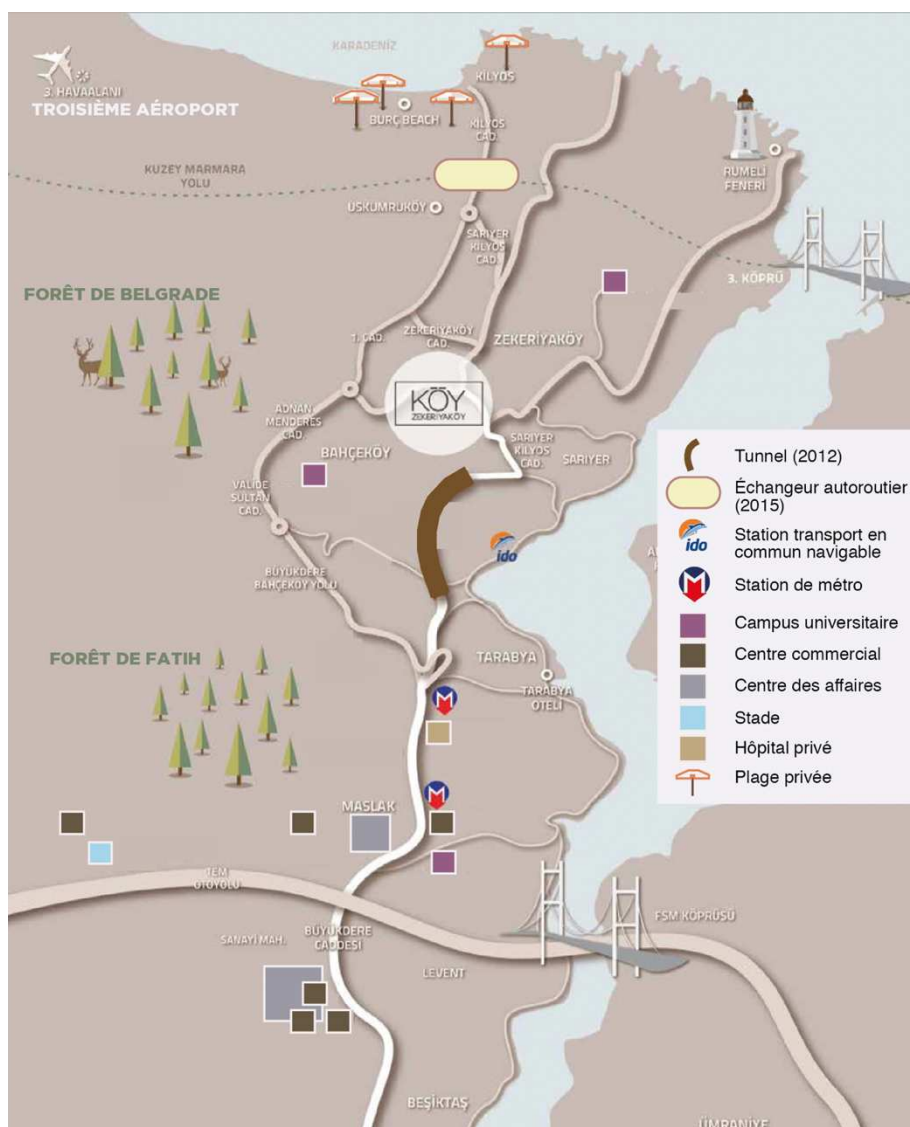 KARADENİZ
KİLYOS
3. HAVAALANI
TROISIÈME AÉROPORT
BURÇ BEACH
KİLYOS
CAD.
RUMELİ
FENERİ
KUZEY MARMARA
YOLU
USKUMRUKÖY
SARIYER
KİLYOS
CAD.
3. KÖPRÜ
FORÊT DE BELGRADE
1. CAD.
ZEKERİYAKÖY
CAD.
ZEKERİYAKÖY
KÖY
ZEKERİYAKÖY
ADNAN
MENDERES
CAD.
BAHÇEKÖY
SARIYER
KİLYOS
CAD.
SARIYER
VALİDE
SULTAN
CAD.
ido
BÜYÜKDERE
BAHÇEKÖY YOLU
FORÊT DE FATIH
TARABYA
TARABYA
OTELİ
M
M
MASLAK
TEM
OTOYOLU
SANAYİ MAH.
BÜYÜKDERE
CADDESİ
LEVENT
FSM KÖPRÜSÜ
BEŞİKTAŞ
ÜMRANİYE
Tunnel (2012)
Échangeur autoroutier
(2015)
ido
Station transport en
commun navigable
M
Station de métro
Campus universitaire
Centre commercial
Centre des affaires
Stade
Hôpital privé
Plage privée